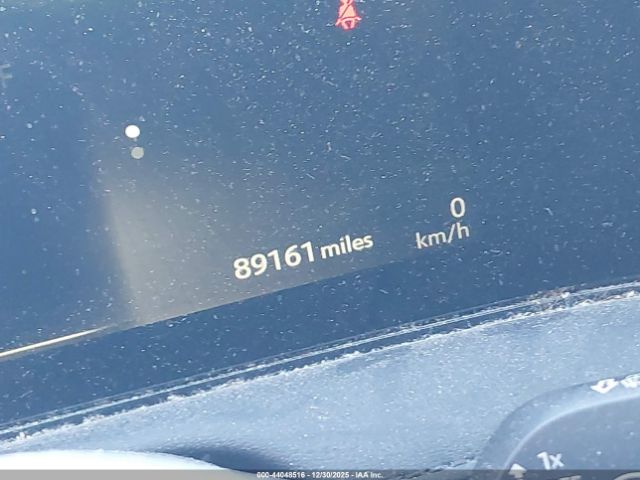 0
89161 miles km/h
1x
000-44048516 - 12/30/2025 - IAA Inc.